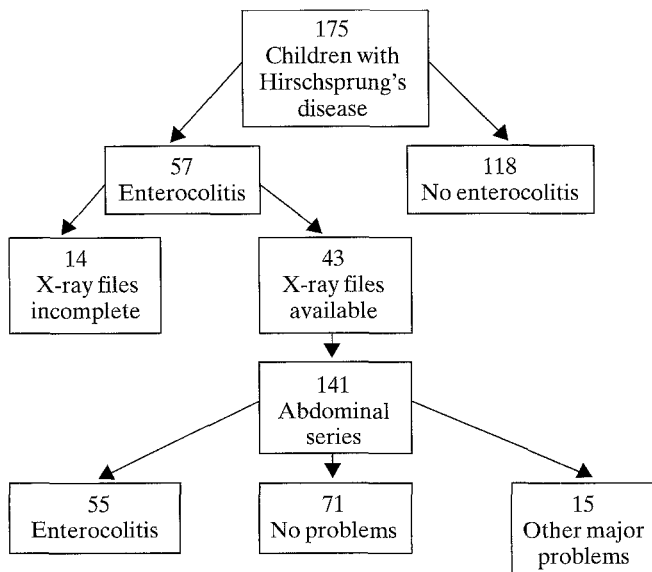 175
Children with
Hirschsprung's
disease
57
Enterocolitis
118
No enterocolitis
14
X-ray files
incomplete
43
X-ray files
available
141
Abdominal
series
55
Enterocolitis
71
No problems
15
Other major
problems